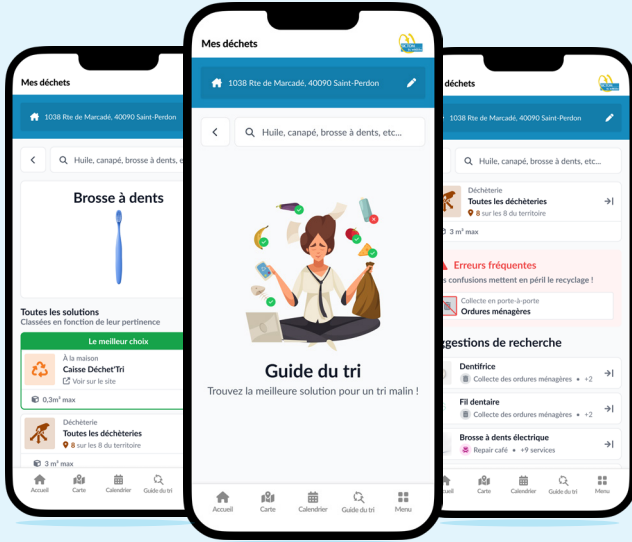 Mes déchets
1038 Rte de Marcadé, 40090 Saint-Perdon
Huile, canapé, brosse à dents, e
Brosse à dents
Toutes les solutions
Classées en fonction de leur pertinence
Le meilleur choix
À la maison
Caisse Déchet'Tri
Voir sur le site
0.3m³ max
Déchèterie
Toutes les déchèteries
8 sur les 8 du territoire
3 m³ max
Accueil Carte Calendrier Guide du tri
Mes déchets
1038 Rte de Marcadé, 40090 Saint-Perdon
Huile, canapé, brosse à dents, etc...
Guide du tri
Trouvez la meilleure solution pour un tri malin !
Accueil Carte Calendrier Guide du tri Menu
déchets
1038 Rte de Marcadé, 40090 Saint-Perdon
Huile, canapé, brosse à dents, etc...
Déchèterie
Toutes les déchèteries
8 sur les 8 du territoire
3 m³ max
Erreurs fréquentes
s confusions mettent en péril le recyclage !
Collecte en porte-à-porte
Ordures ménagères
ggestions de recherche
Dentifrice
Collecte des ordures ménagères • +2
Fil dentaire
Collecte des ordures ménagères • +2
Brosse à dents électrique
Repair café • +9 services
ueil Carte Calendrier Guide du tri Menu